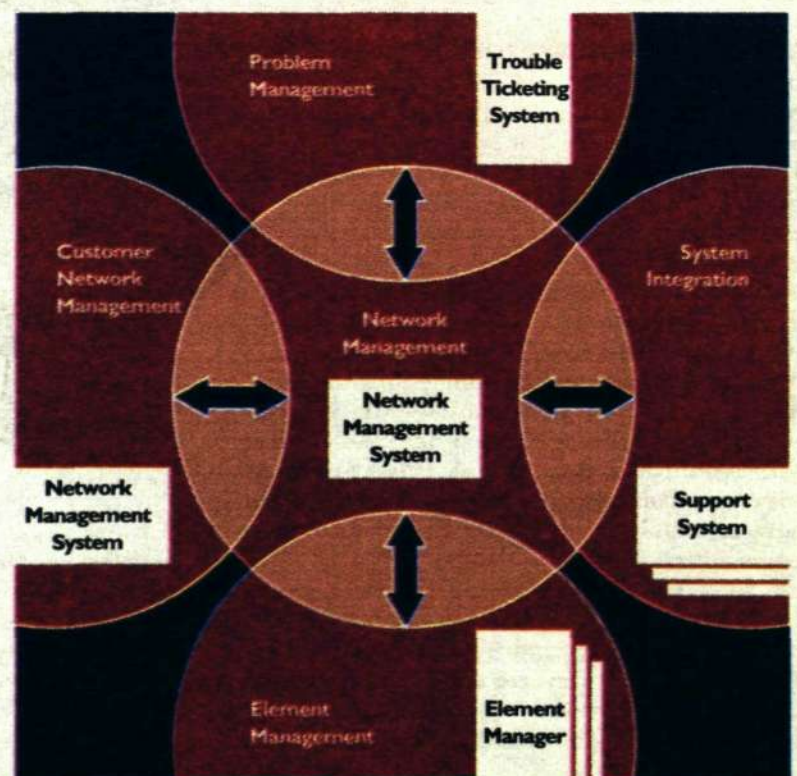 Problem
Management
Trouble
Ticketing
System
Customer
Network
Management
System
Integration
Network
Management
Network
Management
System
Network
Management
System
Support
System
Element
Management
Element
Manager